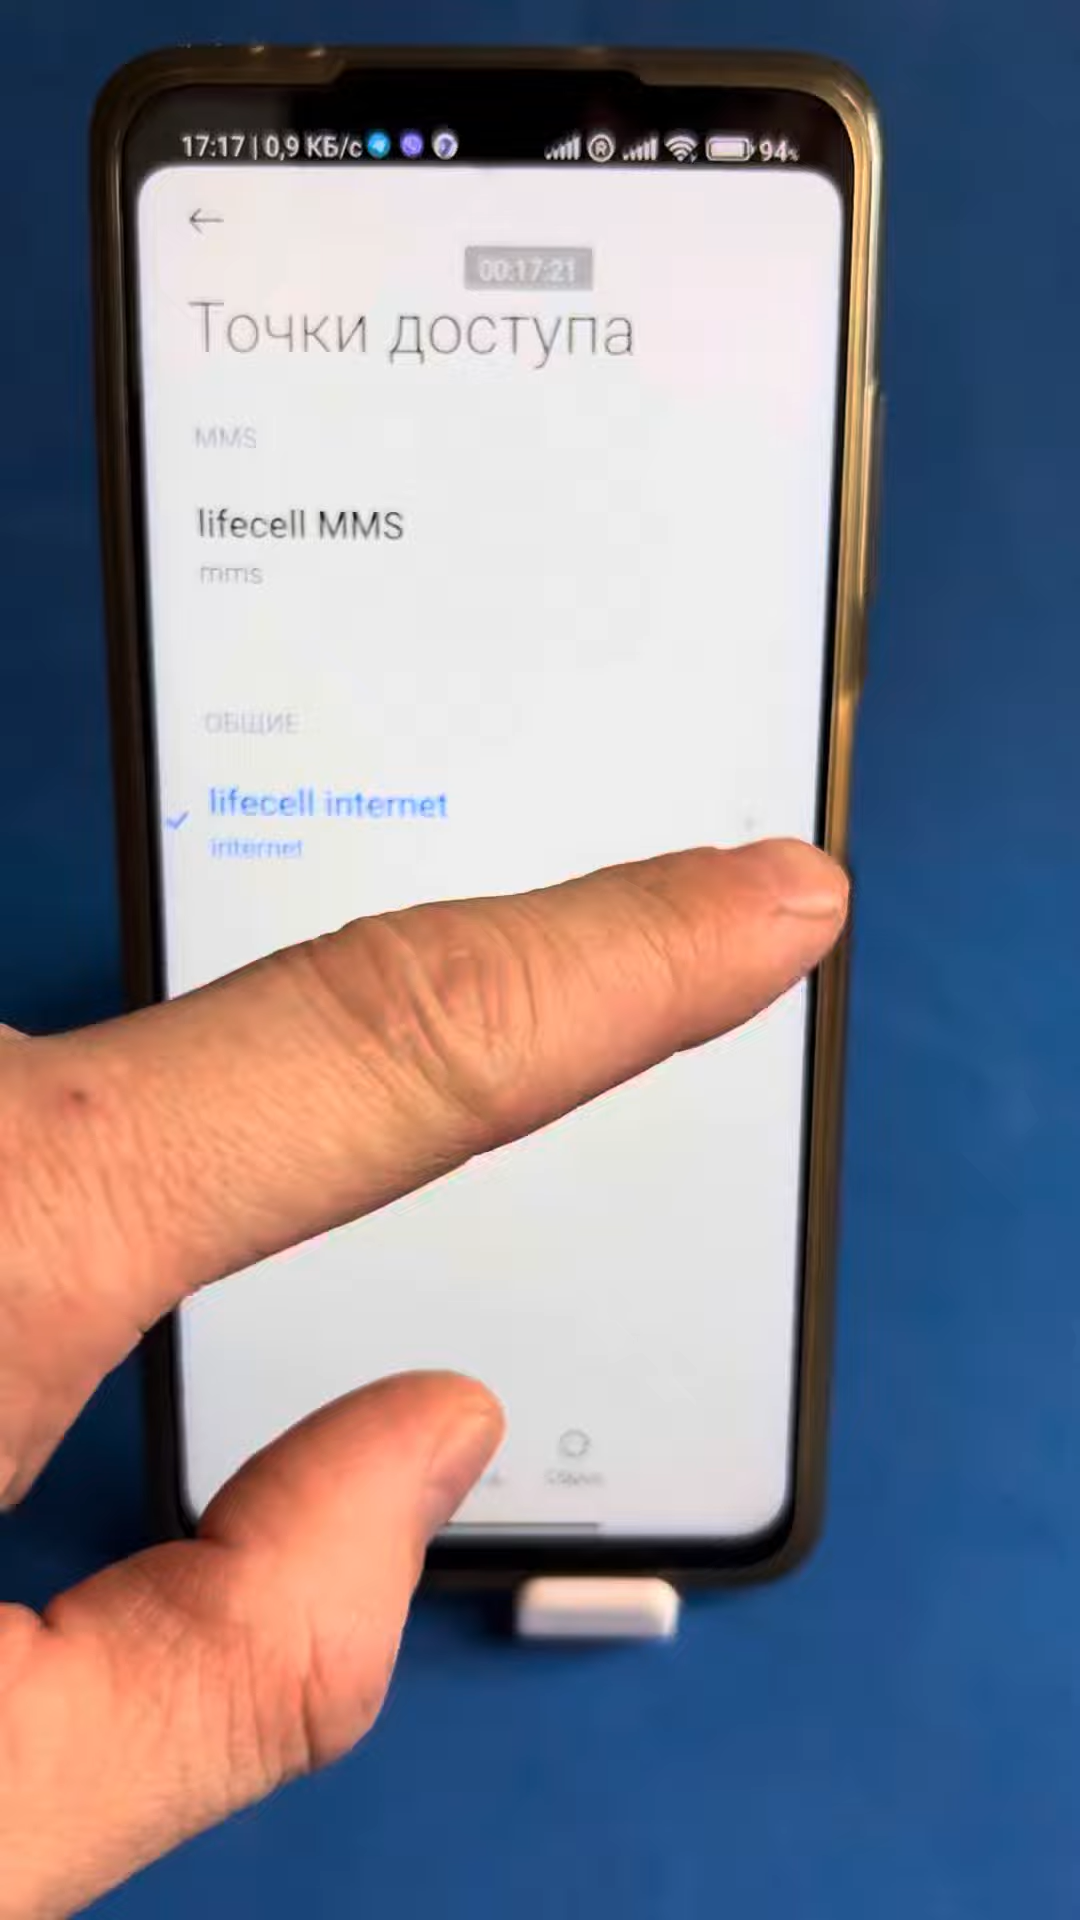 17:17 | 0,9 КБ/с
94%
00:17:21
Точки доступа
MMS
lifecell MMS
mms
ОБЩИЕ
lifecell internet
internet